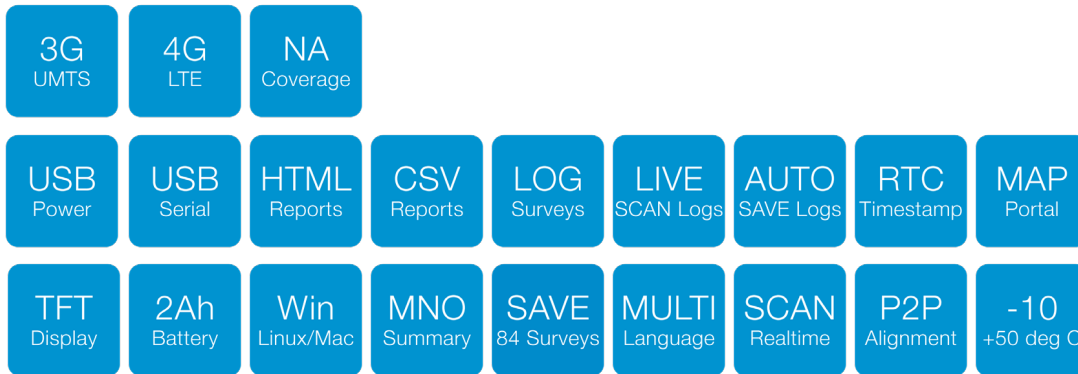 3G
UMTS
4G
LTE
NA
Coverage
USB
Power
USB
Serial
HTML
Reports
CSV
Reports
LOG
Surveys
LIVE
SCAN Logs
AUTO
SAVE Logs
RTC
Timestamp
MAP
Portal
TFT
Display
2Ah
Battery
Win
Linux/Mac
MNO
Summary
SAVE
84 Surveys
MULTI
Language
SCAN
Realtime
P2P
Alignment
-10
+50 deg C